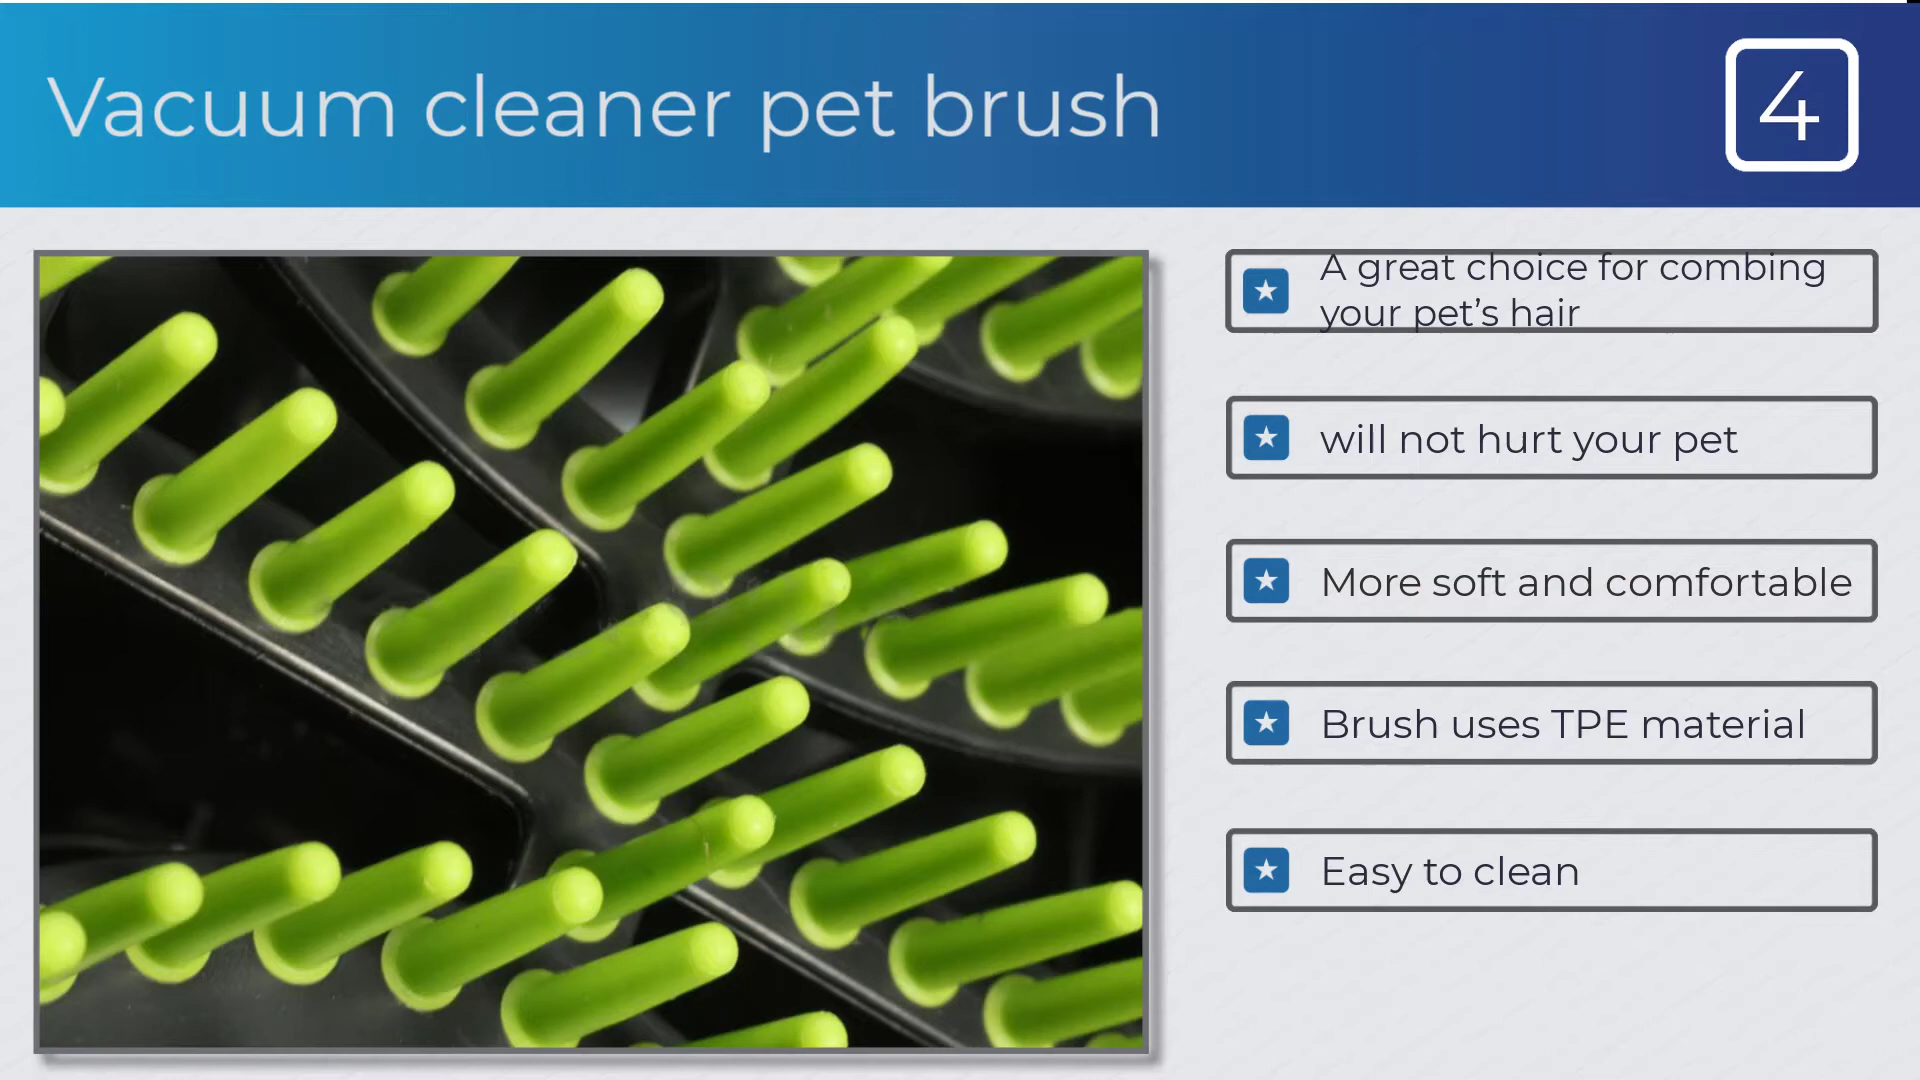 Vacuum cleaner pet brush
4
A great choice for combing
your pet’s hair
will not hurt your pet
More soft and comfortable
Brush uses TPE material
Easy to clean